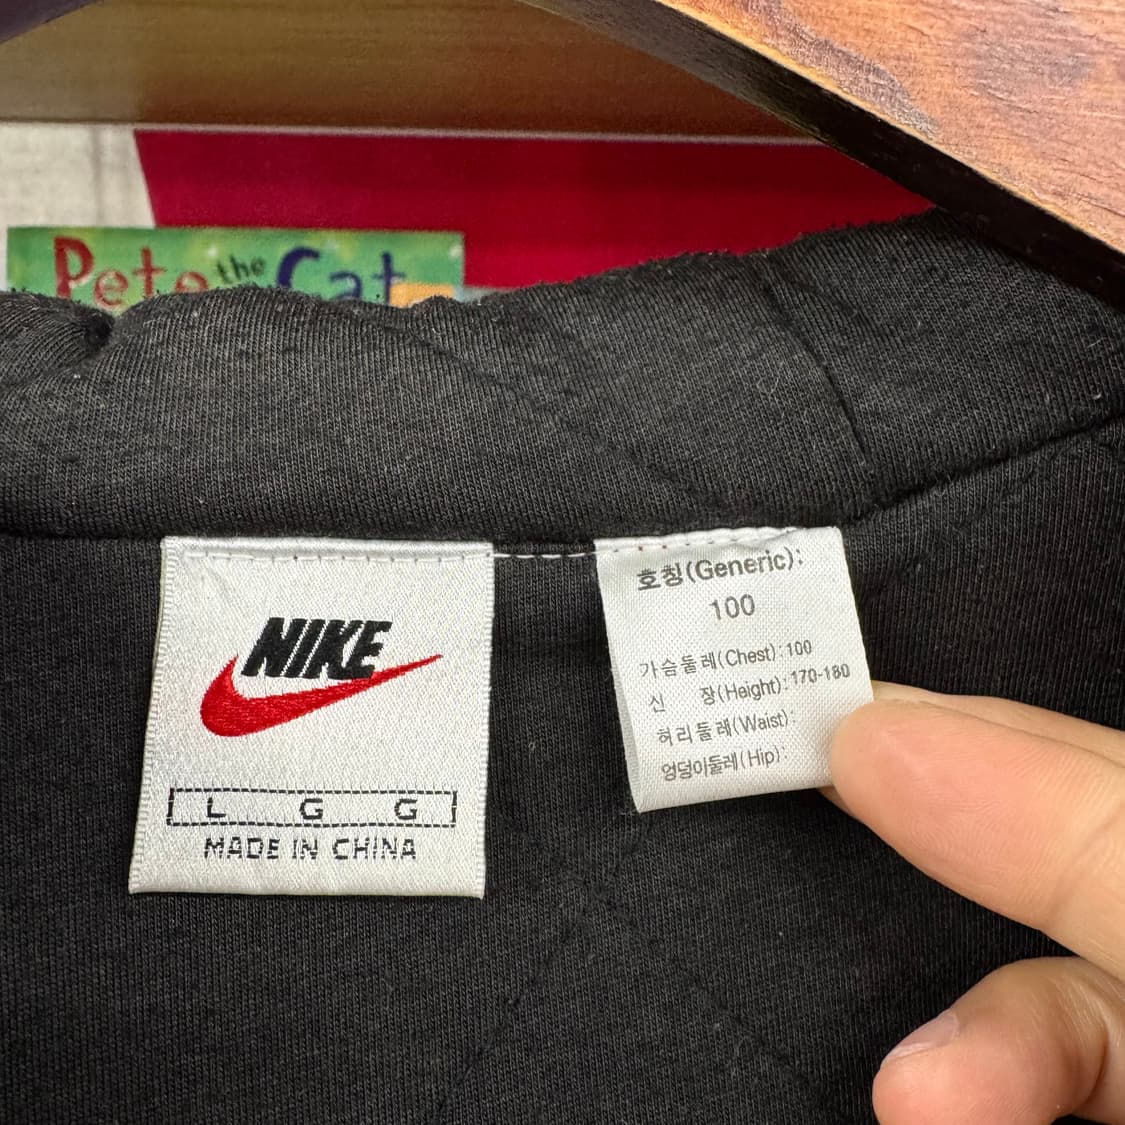 Pete the Cat
NIKE
L G G
MADE IN CHINA
호칭(Generic):
100
가슴둘레(Chest): 100
신 장(Height): 170-180
허리둘레(Waist):
엉덩이둘레(Hip):